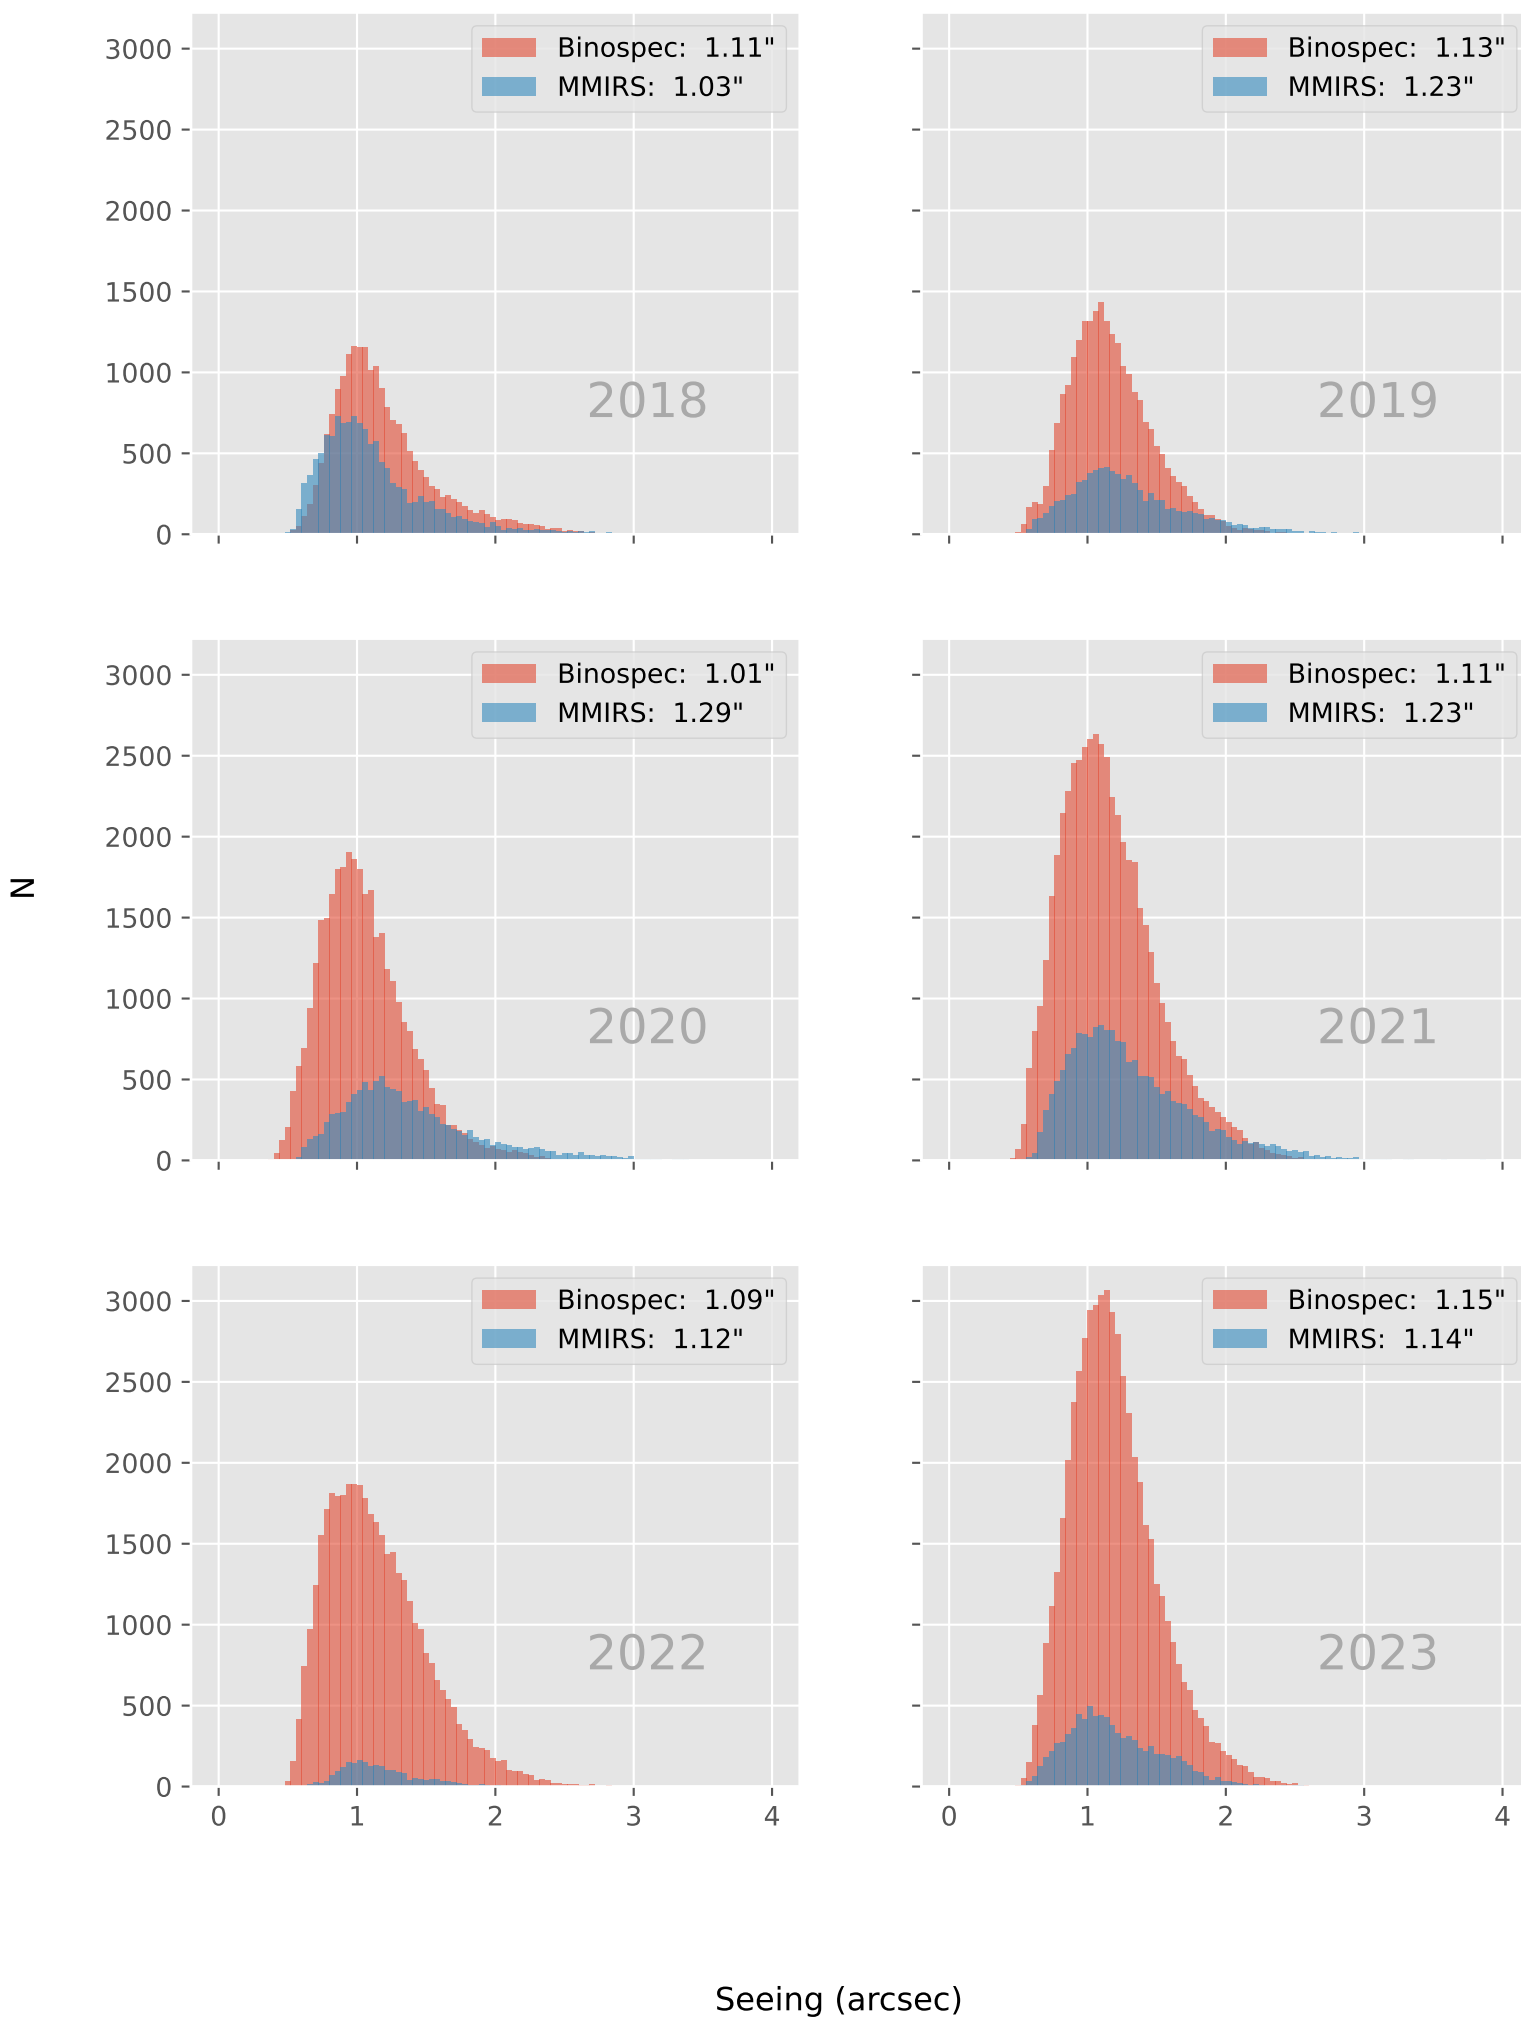 3000
2500
2000
1500
1000
500
0
Binospec: 1.11"
MMIRS: 1.03"
2018
Binospec: 1.13"
MMIRS: 1.23"
2019
3000
2500
2000
1500
1000
500
0
Binospec: 1.01"
MMIRS: 1.29"
2020
Binospec: 1.11"
MMIRS: 1.23"
2021
N
3000
2500
2000
1500
1000
500
0
Binospec: 1.09"
MMIRS: 1.12"
2022
0 1 2 3 4
Binospec: 1.15"
MMIRS: 1.14"
2023
0 1 2 3 4
Seeing (arcsec)